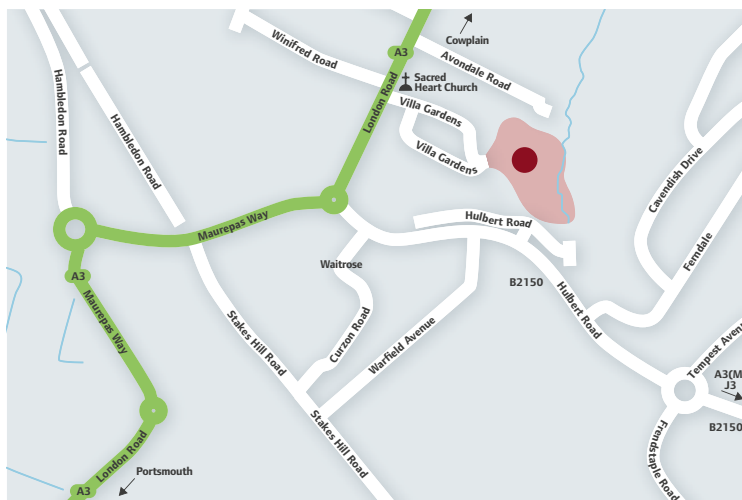 Cowplain
A3
Winifred Road
Avondale Road
Sacred
Heart Church
London Road
Villa Gardens
Villa Gardens
Hambledon Road
Hambledon Road
Cavendish Drive
Hulbert Road
Maurepas Way
Ferndale
Waitrose
A3
B2150
Maurepas Way
Hulbert Road
Curzon Road
Warfield Avenue
Stakes Hill Road
Tempest Avenu
A3(M
J3
Stakes Hill Road
B2150
Frendstaple Road
London Road
Portsmouth
A3